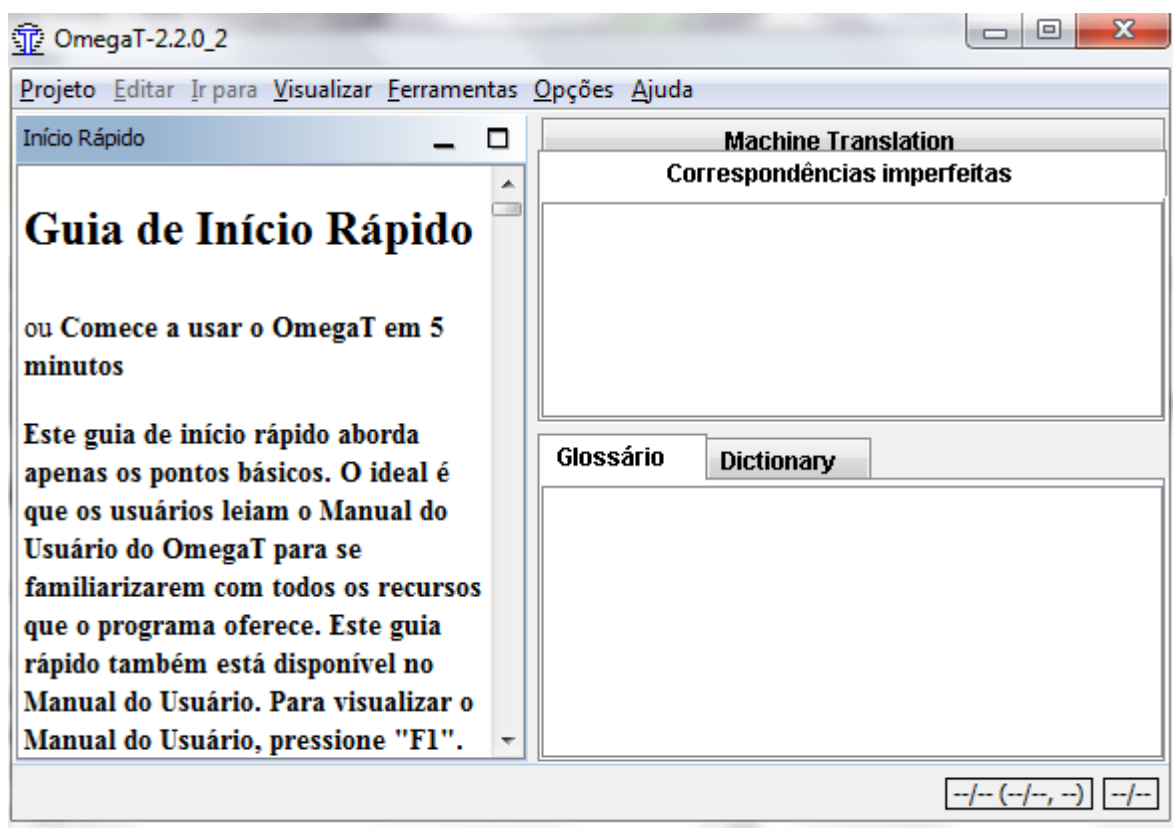 OmegaT-2.2.0_2
Projeto Editar Ir para Visualizar Ferramentas Opções Ajuda
Início Rápido
Guia de Início Rápido
ou Comece a usar o OmegaT em 5
minutos
Este guia de início rápido aborda
apenas os pontos básicos. O ideal é
que os usuários leiam o Manual do
Usuário do OmegaT para se
familiarizarem com todos os recursos
que o programa oferece. Este guia
rápido também está disponível no
Manual do Usuário. Para visualizar o
Manual do Usuário, pressione "F1".
Machine Translation
Correspondências imperfeitas
Glossário Dictionary
--/-- (--/--, --) --/--